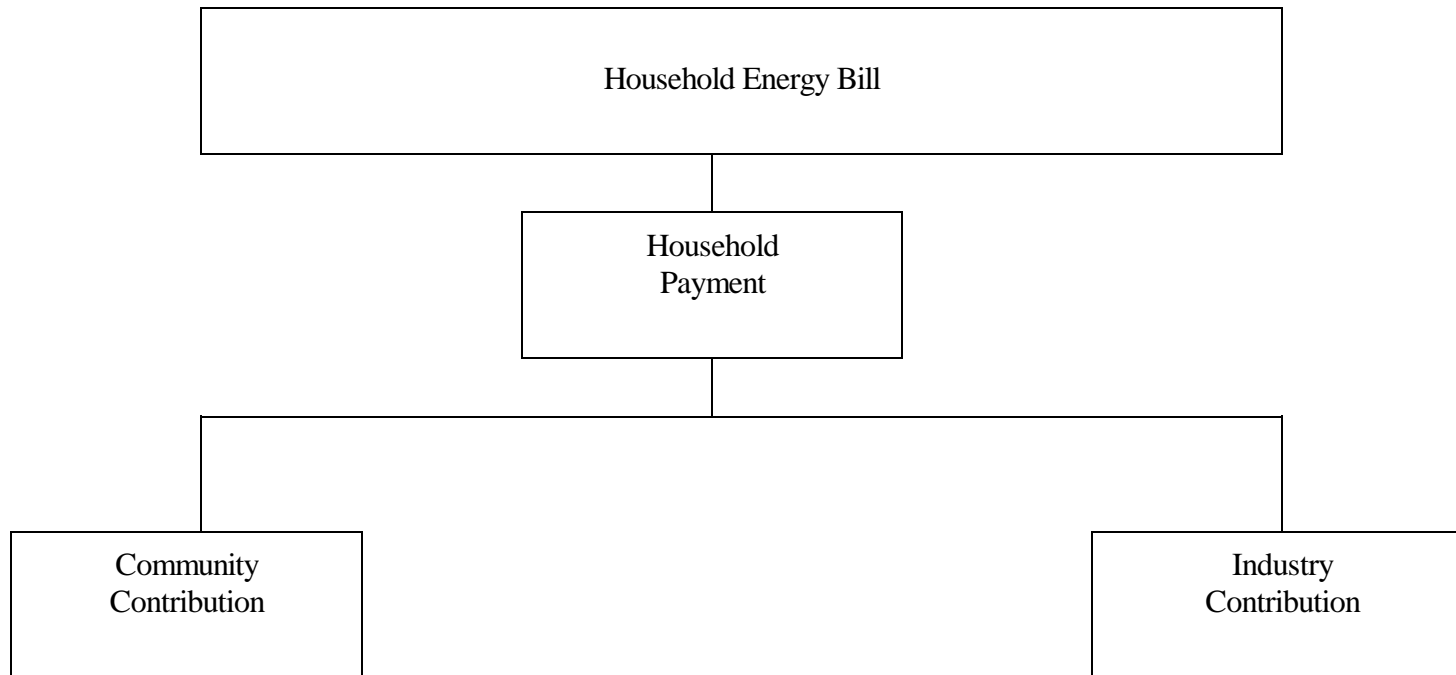 Household Energy Bill
Household
Payment
Community
Contribution
Industry
Contribution